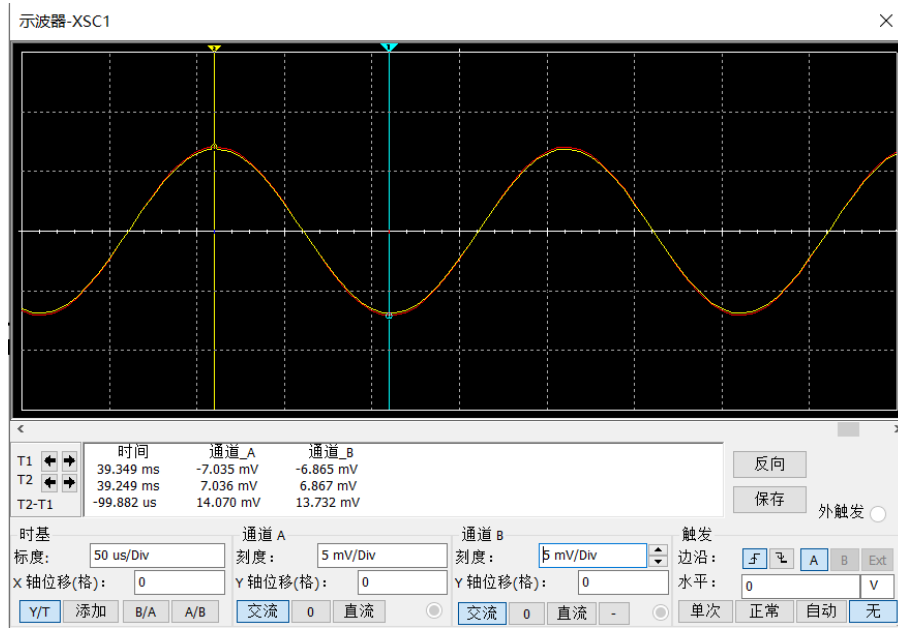 示波器-XSC1
时间 通道_A 通道_B
T1 39.349 ms -7.035 mV -6.865 mV
T2 39.249 ms 7.036 mV 6.867 mV
T2-T1 -99.882 us 14.070 mV 13.732 mV
反向
保存
外触发
时基
标度: 50 us/Div
X 轴位移(格): 0
Y/T 添加 B/A A/B
通道 A
刻度: 5 mV/Div
Y 轴位移(格): 0
交流 0 直流
通道 B
刻度: 5 mV/Div
Y 轴位移(格): 0
交流 0 直流 -
触发
边沿: A B Ext
水平: 0 V
单次 正常 自动 无